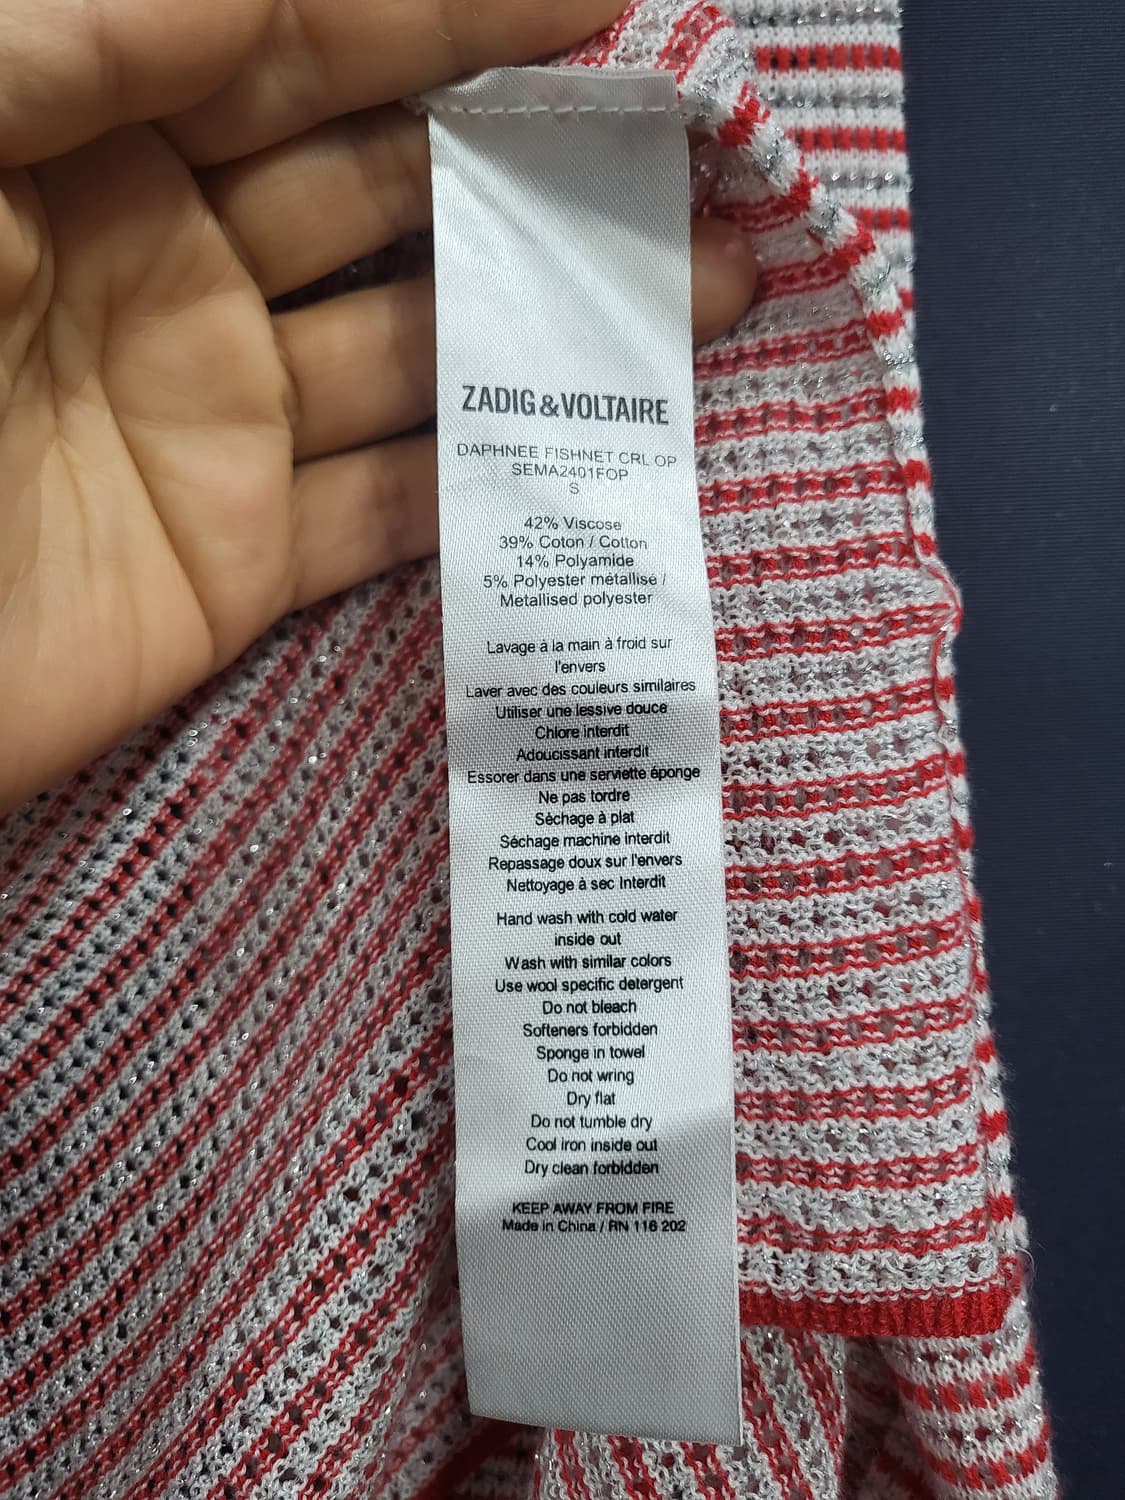 ZADIG & VOLTAIRE
DAPHNEE FISHNET CRL OP
SEMA2401FOP
S
42% Viscose
39% Coton / Cotton
14% Polyamide
5% Polyester métallisé /
Metallised polyester
Lavage à la main à froid sur
l'envers
Laver avec des couleurs similaires
Utiliser une lessive douce
Chlore interdit
Adoucissant interdit
Essorer dans une serviette éponge
Ne pas tordre
Séchage à plat
Séchage machine interdit
Repassage doux sur l'envers
Nettoyage à sec Interdit
Hand wash with cold water
inside out
Wash with similar colors
Use wool specific detergent
Do not bleach
Softeners forbidden
Sponge in towel
Do not wring
Dry flat
Do not tumble dry
Cool iron inside out
Dry clean forbidden
KEEP AWAY FROM FIRE
Made in China / RN 116 202